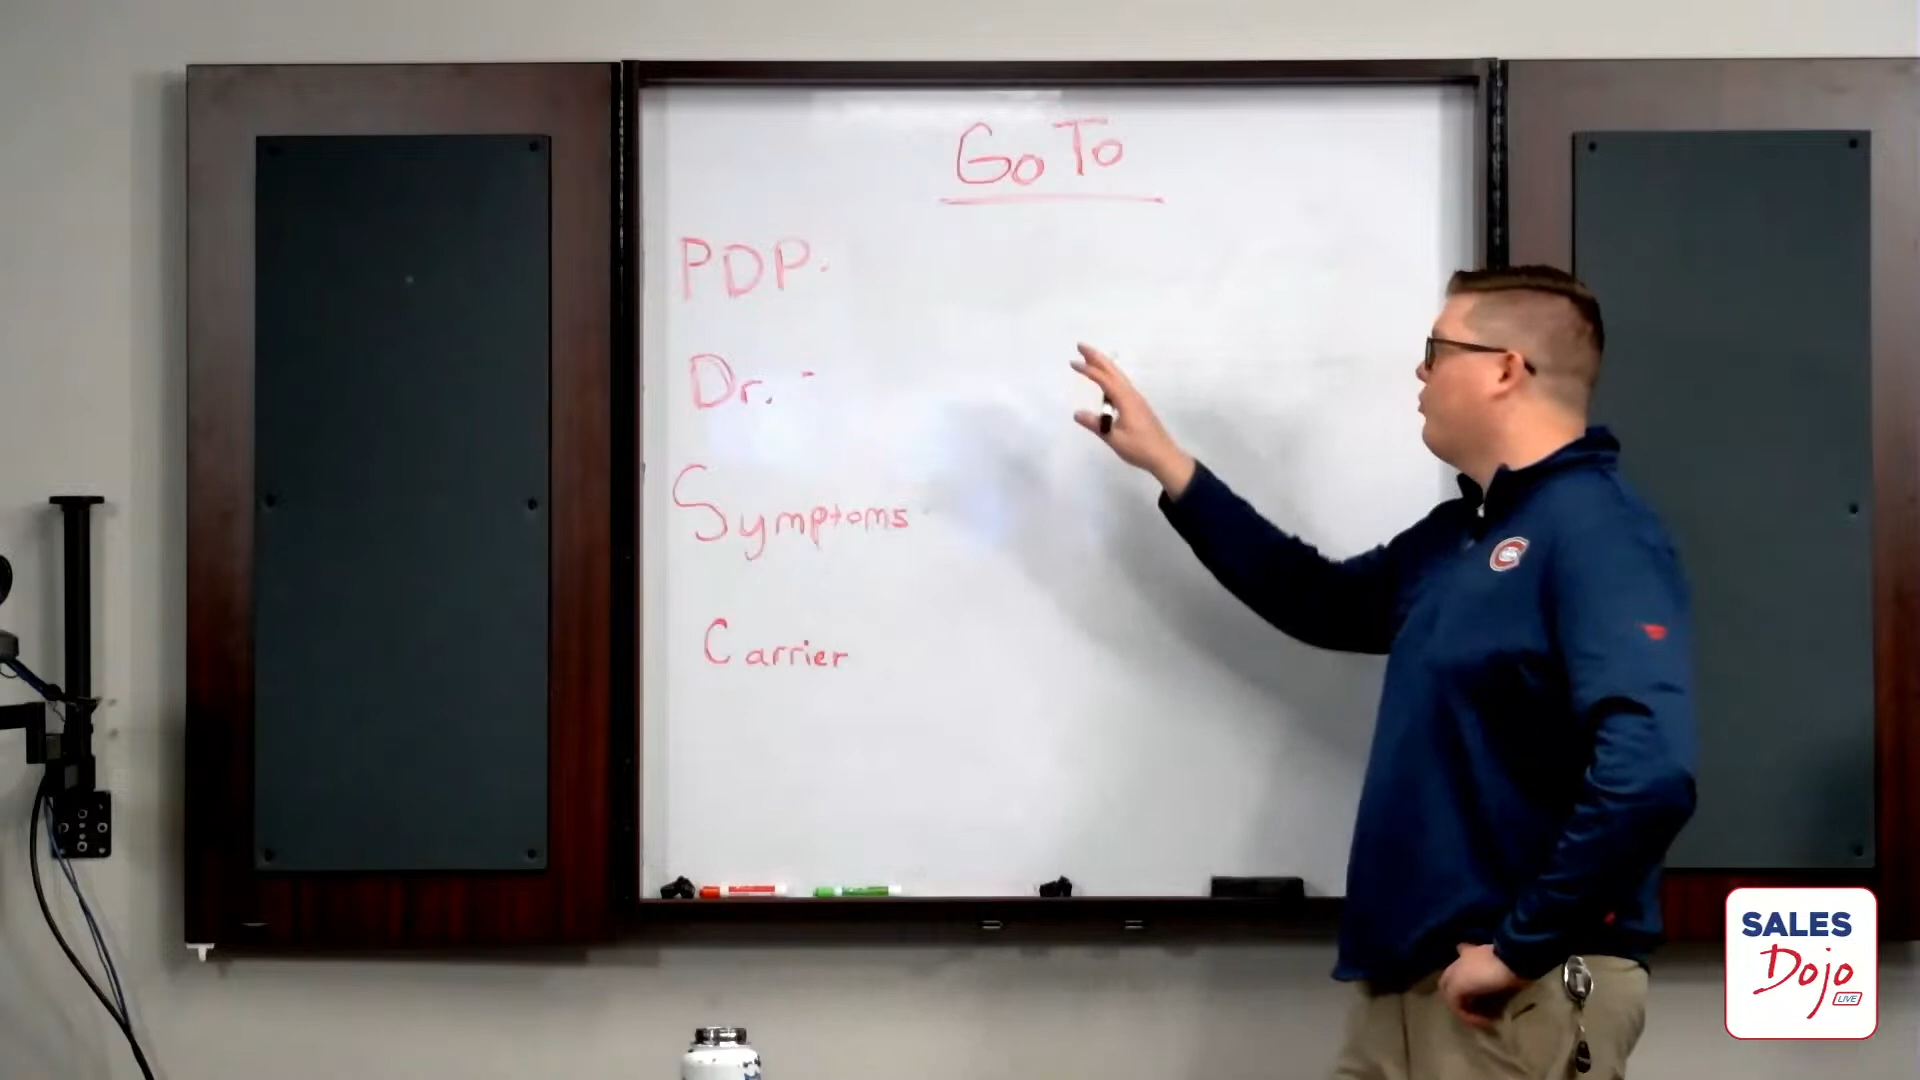 Go To
PDP.
Dr. -
Symptoms
Carrier
SALES
Dojo
LIVE